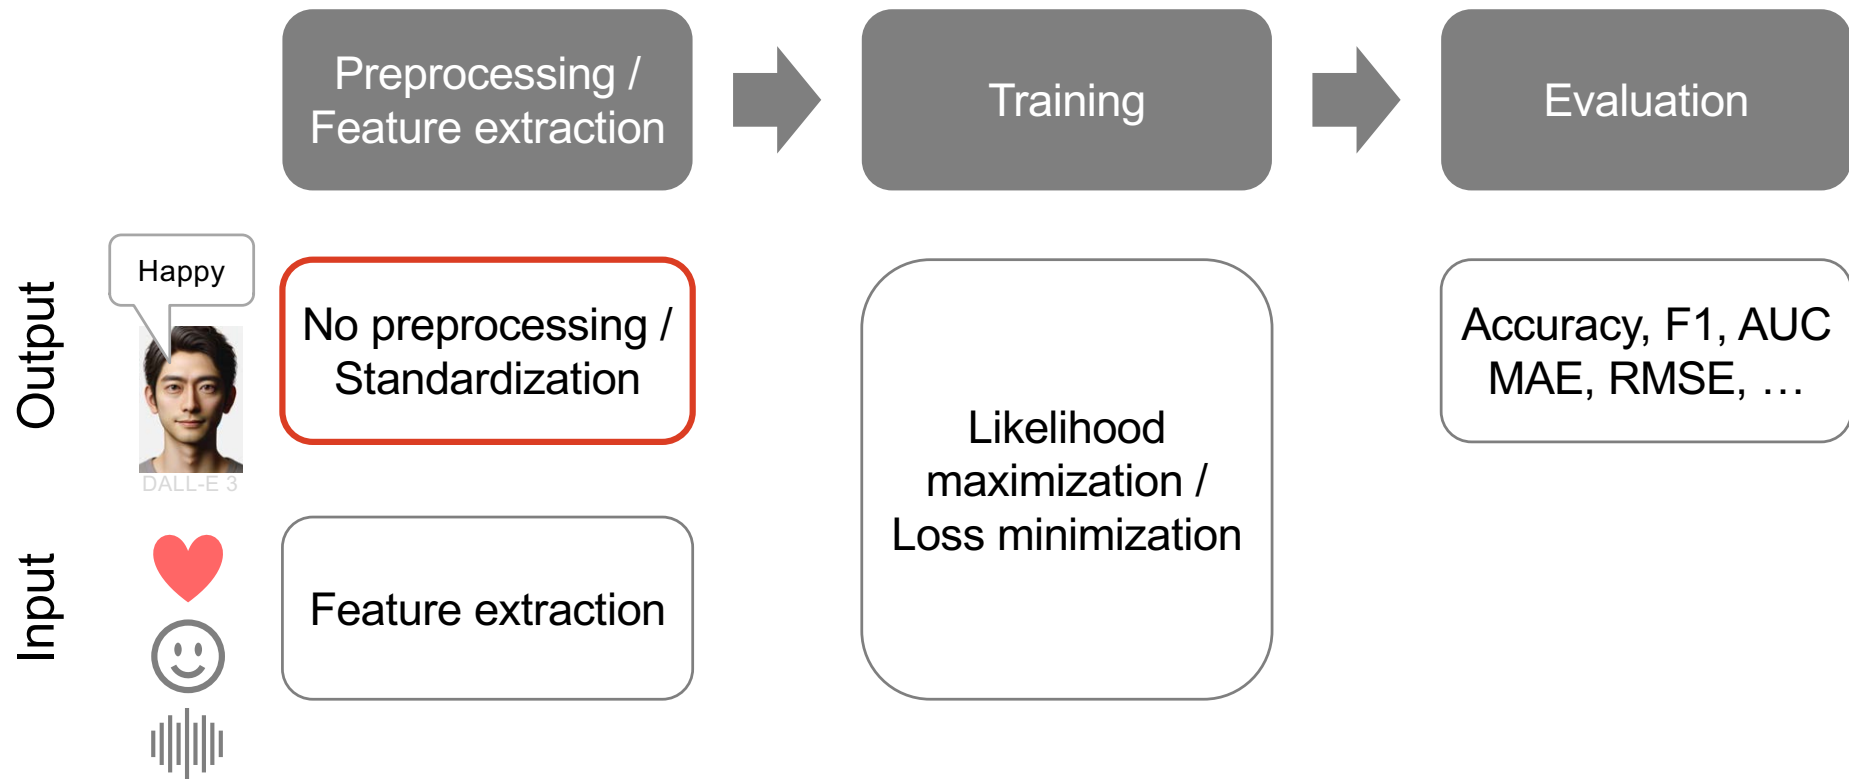 Preprocessing /
Feature extraction
Training
Evaluation
Output
Happy
DALL-E 3
No preprocessing /
Standardization
Likelihood
maximization /
Loss minimization
Accuracy, F1, AUC
MAE, RMSE, …
Input
Feature extraction